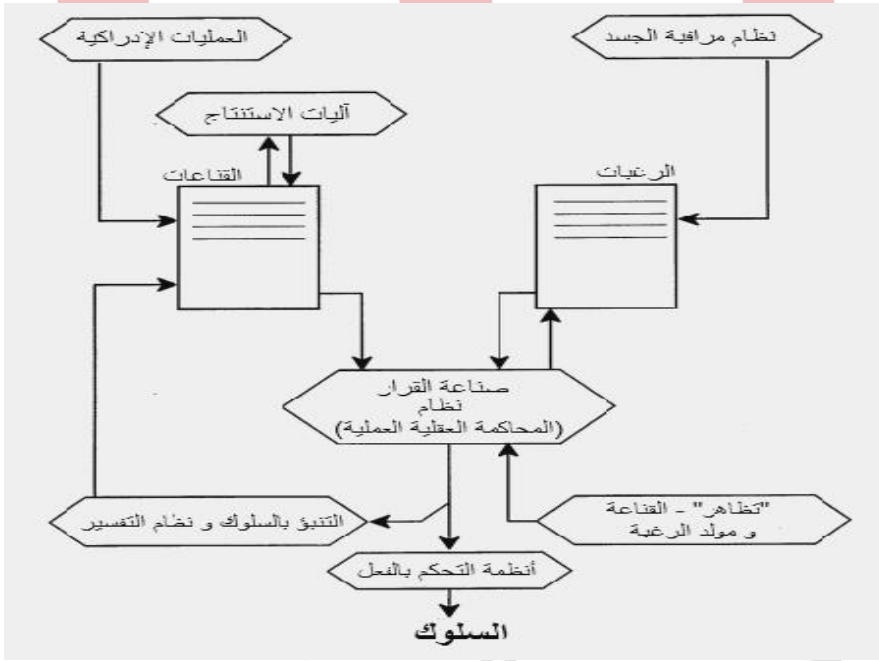 العمليات الإدراكية
نظام مراقبة الجسد
آليات الاستنتاج
القناعات
الرغبات
صناعة القرار
نظام
(المحاكمة العقلية العملية)
التنبؤ بالسلوك و نظام التفسير
"تظاهر" - القناعة
و مولد الرغبة
أنظمة التحكم بالفعل
السلوك